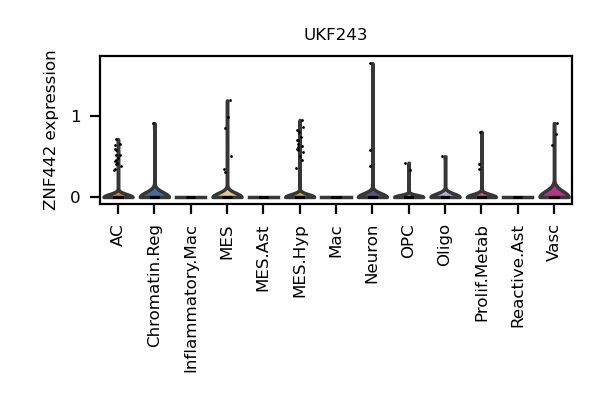 UKF243
ZNF442 expression
1
0
AC
Chromatin.Reg
Inflammatory.Mac
MES
MES.Ast
MES.Hyp
Mac
Neuron
OPC
Oligo
Prolif.Metab
Reactive.Ast
Vasc